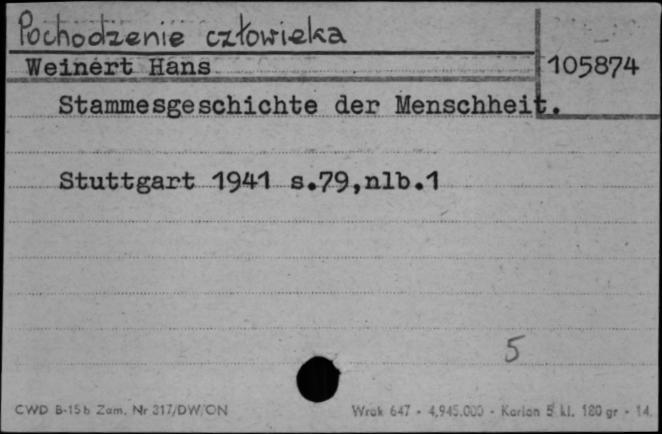 Pochodzenie człowieka
Weinert Hans
105874
Stammesgeschichte der Menschheit.
Stuttgart 1941 s.79,nlb.1
5
CWD B-15b Zam. Nr 317/DW/ON
Wrak 647 - 4,945.000 - Karton 5 kl. 180 gr - 14.